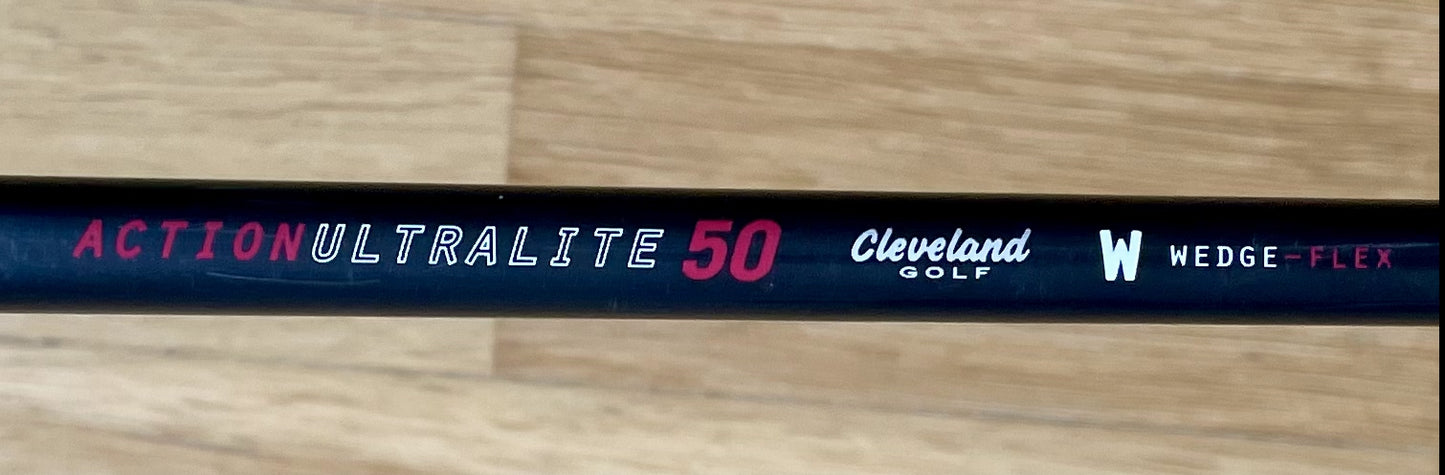 ACTIONULTRALITE 50 Cleveland GOLF W WEDGE-FLEX